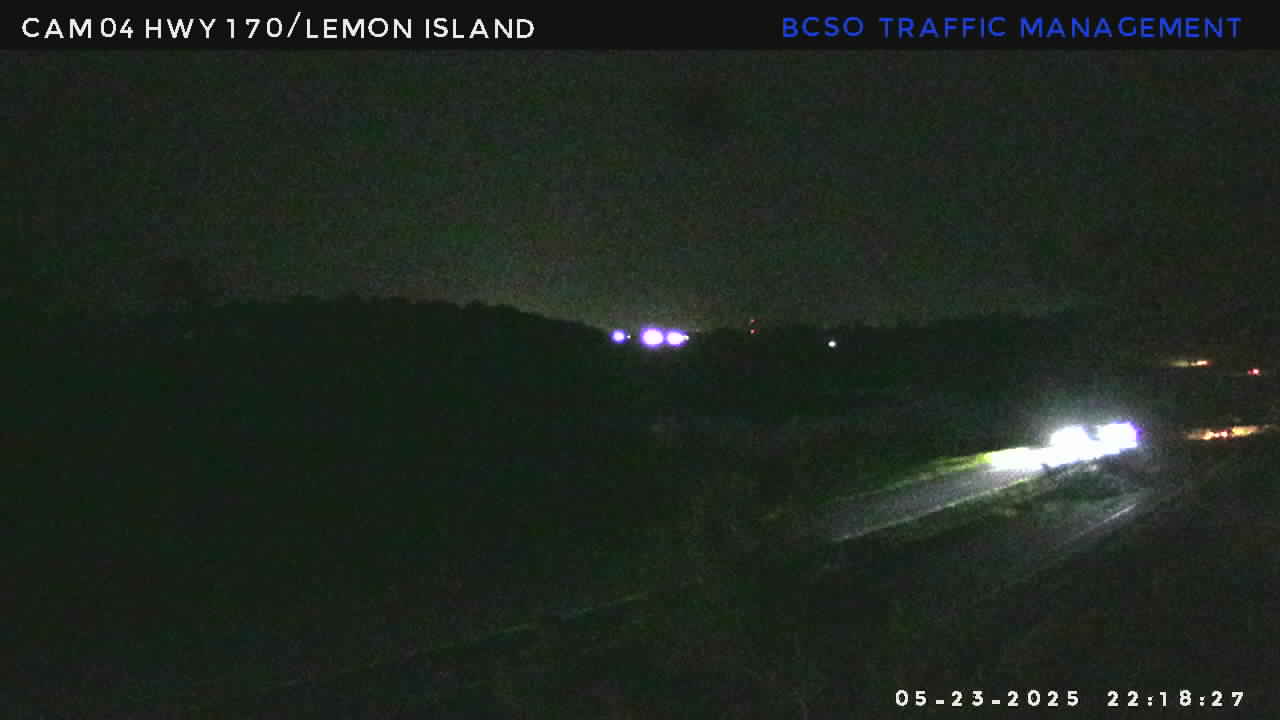 CAM04 HWY 170/LEMON ISLAND
BCSO TRAFFIC MANAGEMENT
05-23-2025 22:18:27